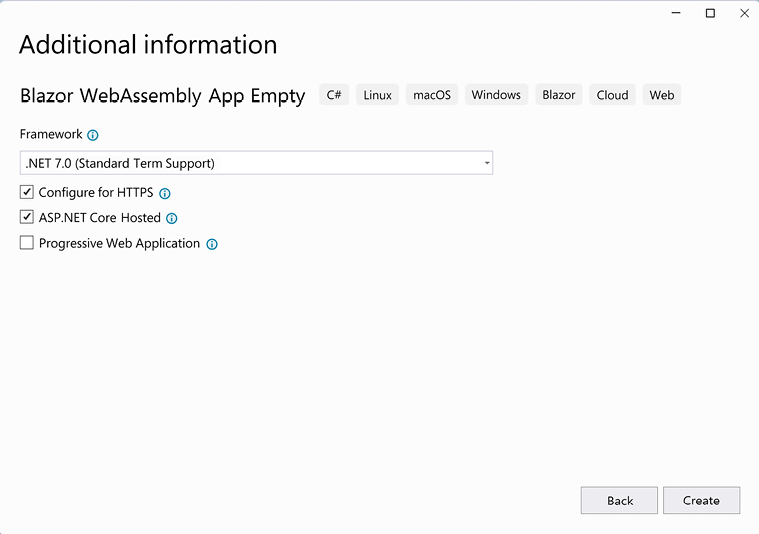 Additional information
Blazor WebAssembly App Empty C# Linux macOS Windows Blazor Cloud Web
Framework
.NET 7.0 (Standard Term Support)
Configure for HTTPS
ASP.NET Core Hosted
Progressive Web Application
Back Create